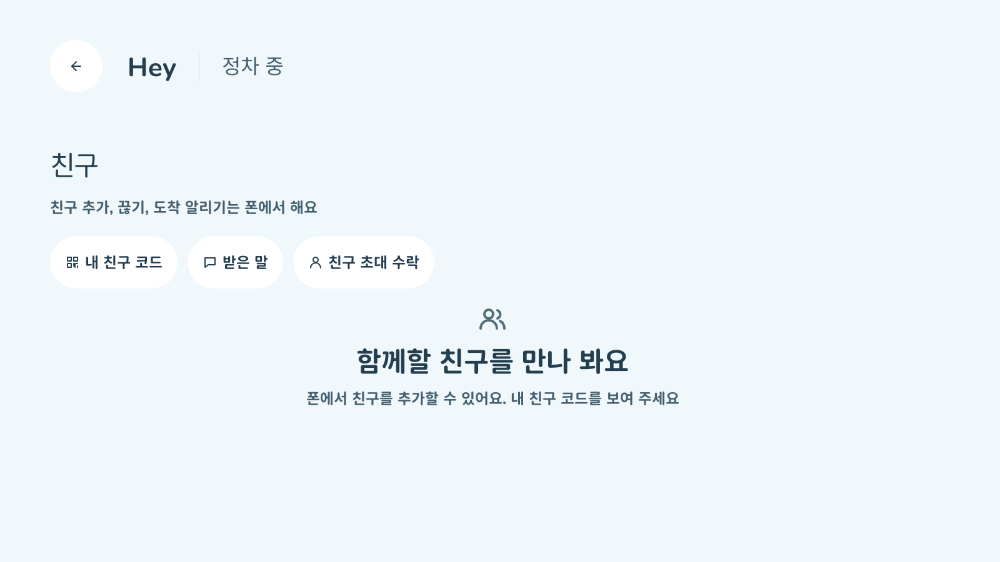 Hey
정차 중
친구
친구 추가, 끊기, 도착 알리기는 폰에서 해요
내 친구 코드
받은 말
친구 초대 수락
함께할 친구를 만나 봐요
폰에서 친구를 추가할 수 있어요. 내 친구 코드를 보여 주세요